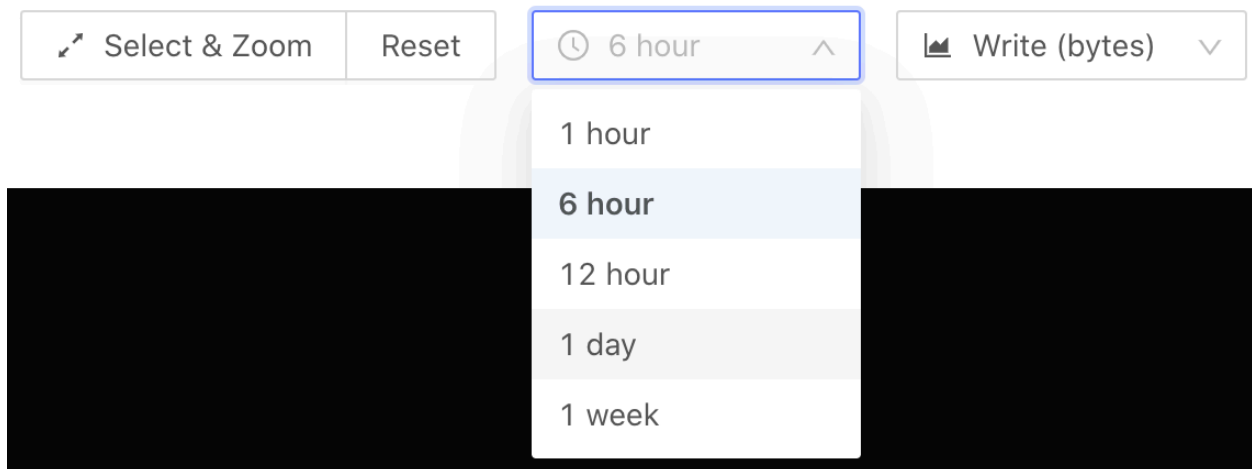 Select & Zoom Reset 6 hour Write (bytes)
1 hour
6 hour
12 hour
1 day
1 week